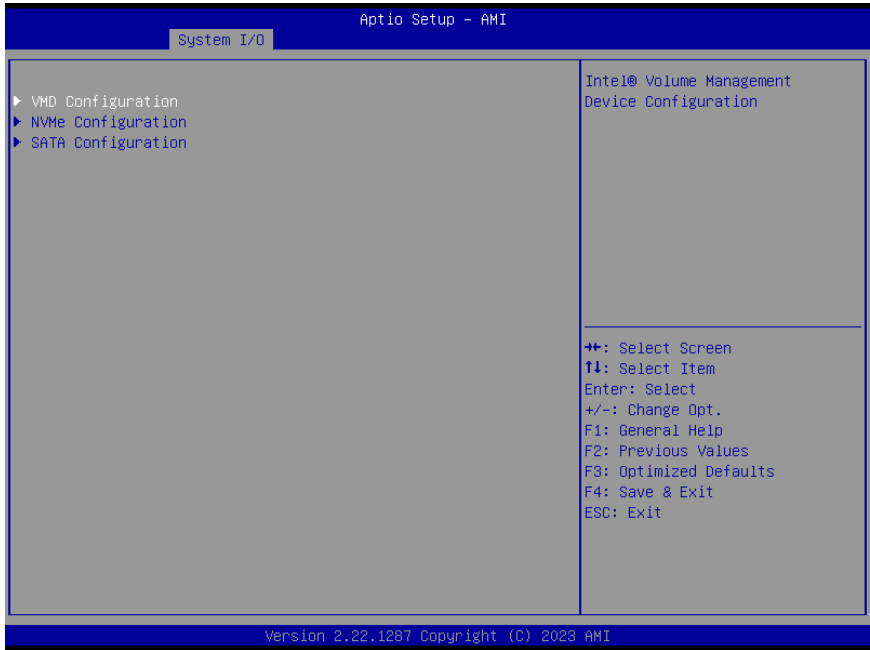 Aptio Setup – AMI
System I/O
▶ VMD Configuration
▶ NVMe Configuration
▶ SATA Configuration
Intel® Volume Management
Device Configuration
→←: Select Screen
↑↓: Select Item
Enter: Select
+/-: Change Opt.
F1: General Help
F2: Previous Values
F3: Optimized Defaults
F4: Save & Exit
ESC: Exit
Version 2.22.1287 Copyright (C) 2023 AMI